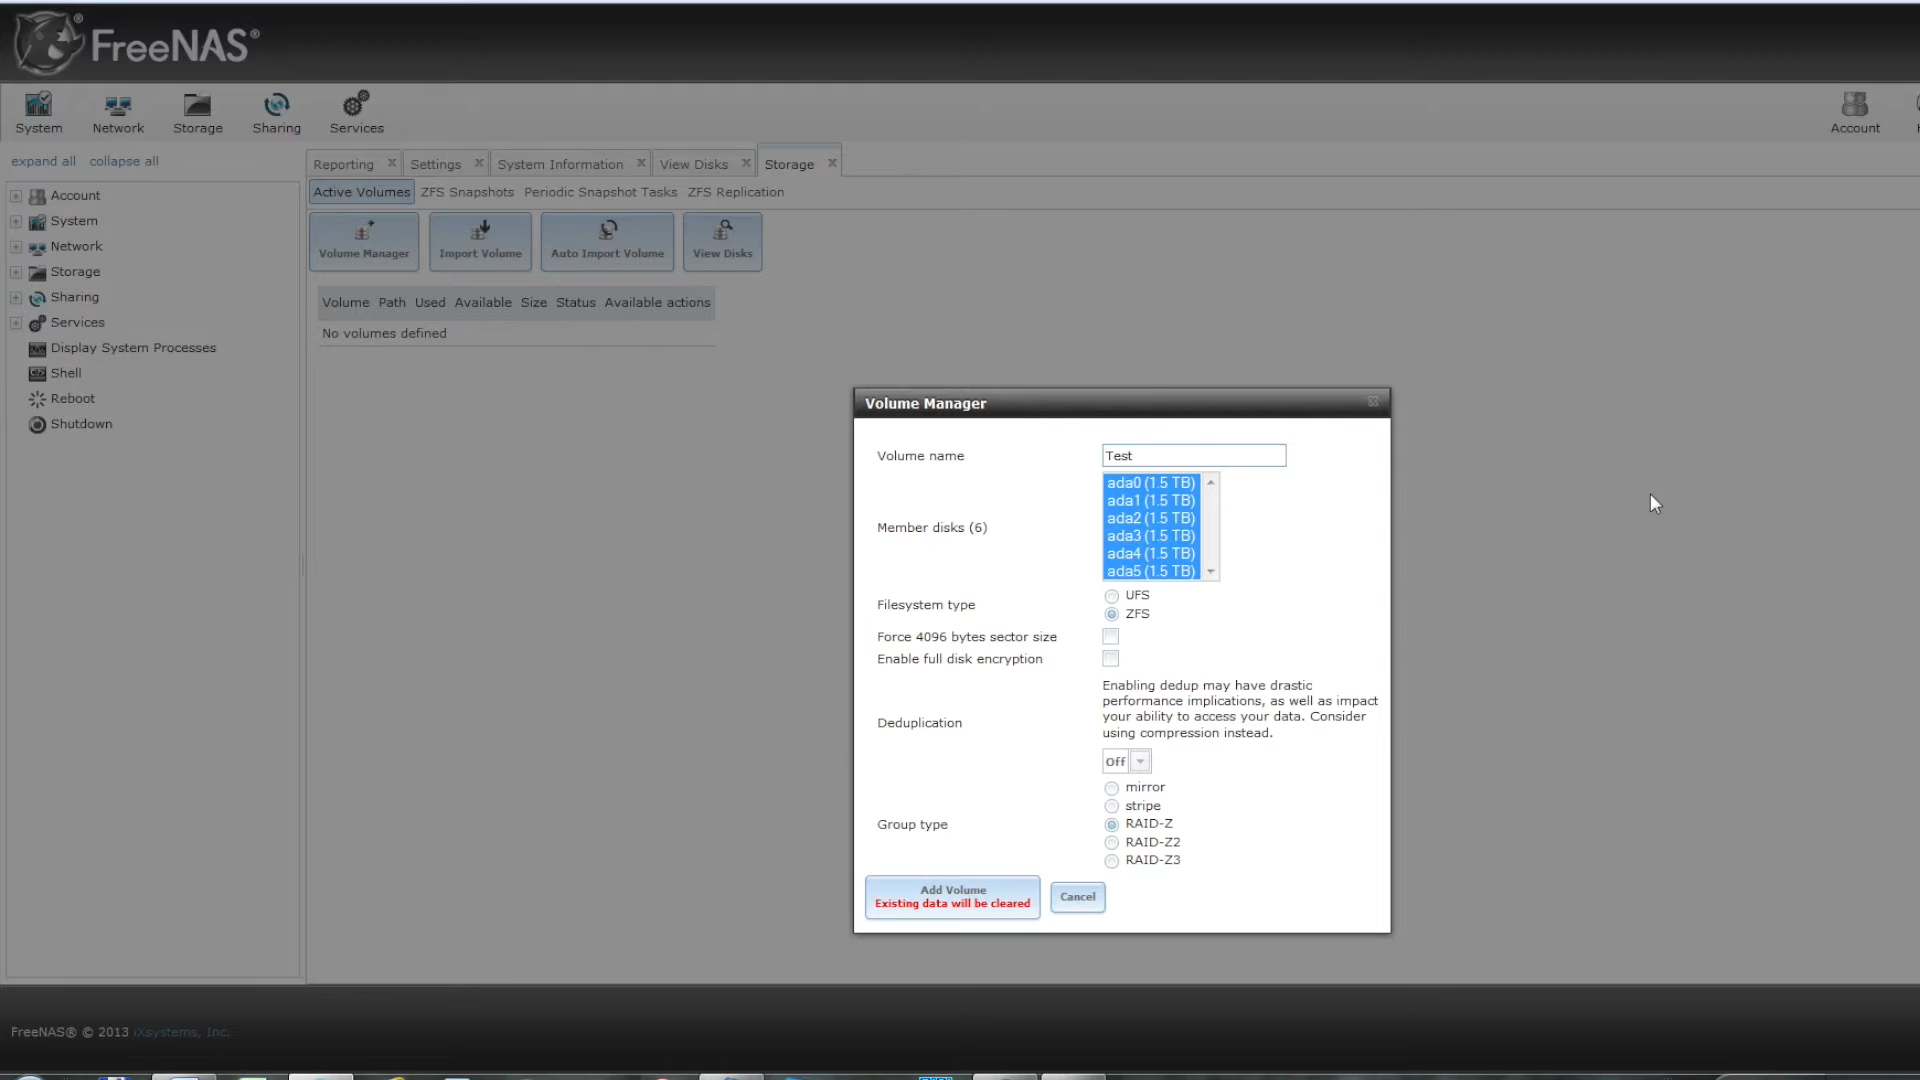 FreeNAS®
System Network Storage Sharing Services Account
expand all collapse all
Reporting Settings System Information View Disks Storage
Active Volumes ZFS Snapshots Periodic Snapshot Tasks ZFS Replication
Volume Manager Import Volume Auto Import Volume View Disks
Volume Path Used Available Size Status Available actions
No volumes defined
Account
System
Network
Storage
Sharing
Services
Display System Processes
Shell
Reboot
Shutdown
Volume Manager
Volume name Test
Member disks (6)
ada0 (1.5 TB)
ada1 (1.5 TB)
ada2 (1.5 TB)
ada3 (1.5 TB)
ada4 (1.5 TB)
ada5 (1.5 TB)
Filesystem type
UFS
ZFS
Force 4096 bytes sector size
Enable full disk encryption
Deduplication
Enabling dedup may have drastic
performance implications, as well as impact
your ability to access your data. Consider
using compression instead.
Off
Group type
mirror
stripe
RAID-Z
RAID-Z2
RAID-Z3
Add Volume
Existing data will be cleared
Cancel
FreeNAS® © 2013 iXsystems, Inc.